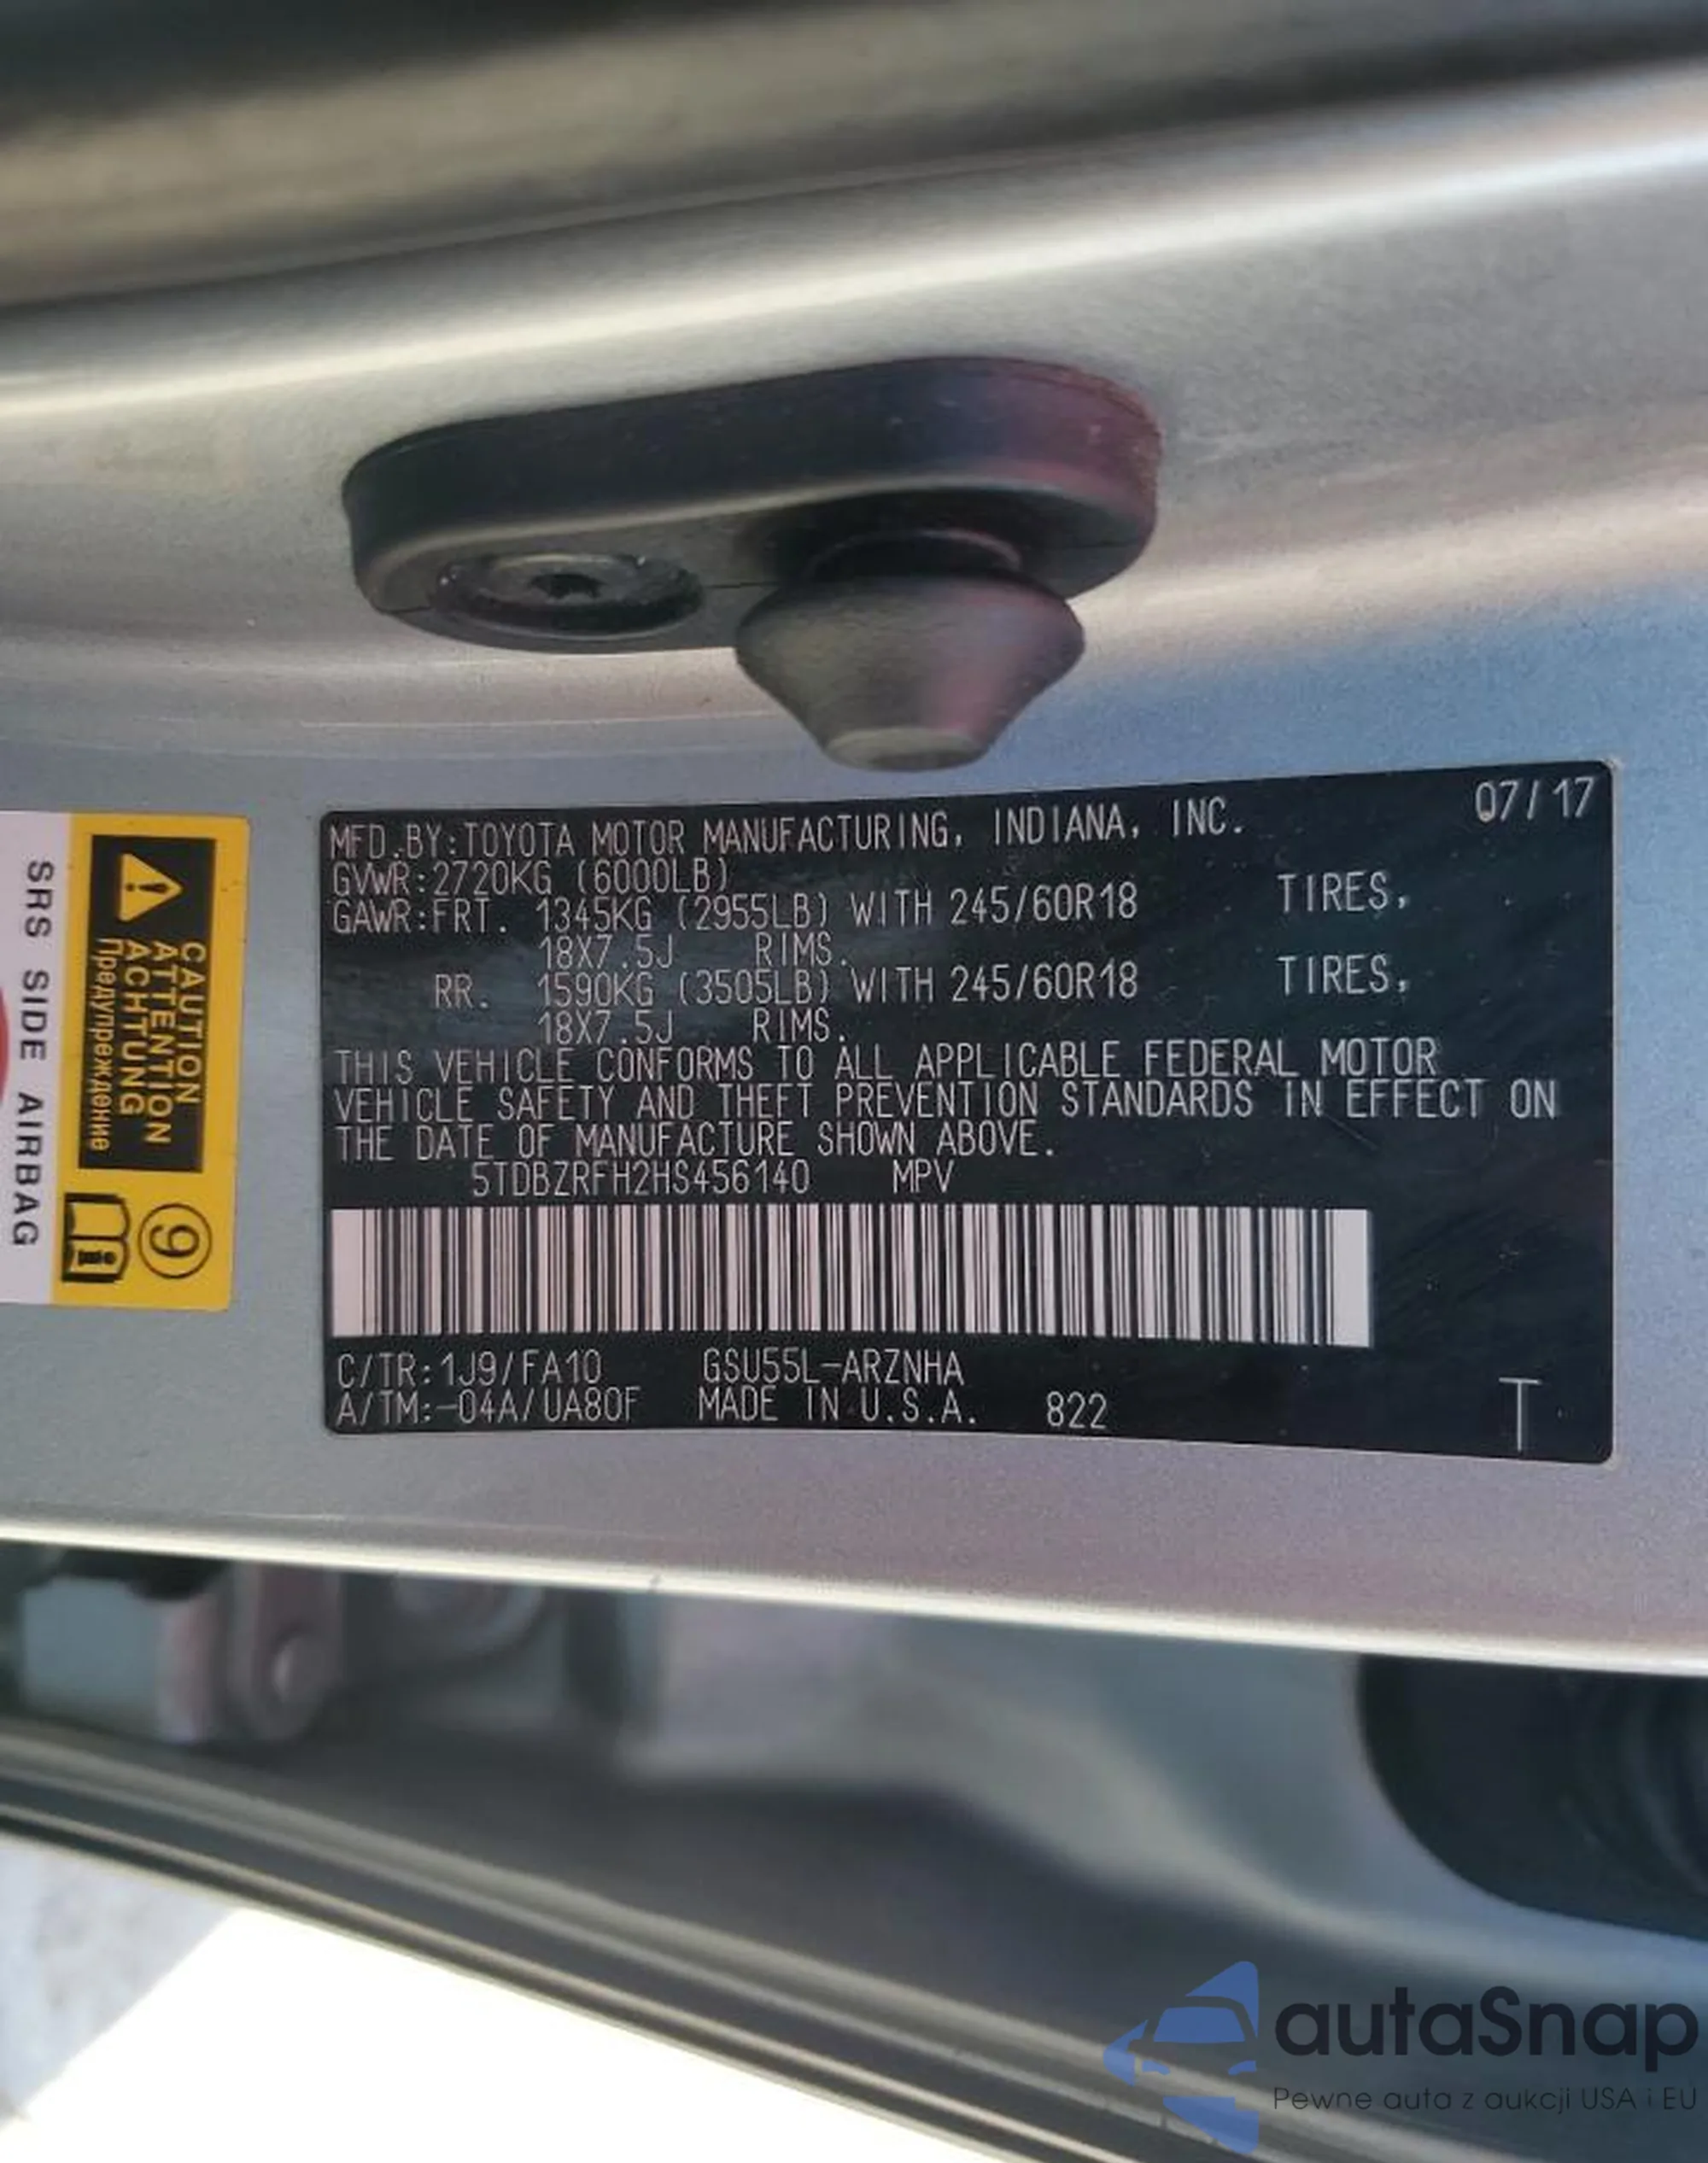 MFD.BY:TOYOTA MOTOR MANUFACTURING, INDIANA, INC. 07/17
GVWR:2720KG (6000LB)
GAWR:FRT. 1345KG (2955LB) WITH 245/60R18 TIRES,
18X7.5J RIMS.
RR. 1590KG (3505LB) WITH 245/60R18 TIRES,
18X7.5J RIMS.
THIS VEHICLE CONFORMS TO ALL APPLICABLE FEDERAL MOTOR
VEHICLE SAFETY AND THEFT PREVENTION STANDARDS IN EFFECT ON
THE DATE OF MANUFACTURE SHOWN ABOVE.
5TDBZRFH2HS456140 MPV
C/TR:1J9/FA10 GSU55L-ARZNHA
A/TM:-04A/UA80F MADE IN U.S.A. 822 T
CAUTION
ATTENTION
ACHTUNG
Предупреждение
9
SRS SIDE AIRBAG
autaSnap
Pewne auta z aukcji USA i EU